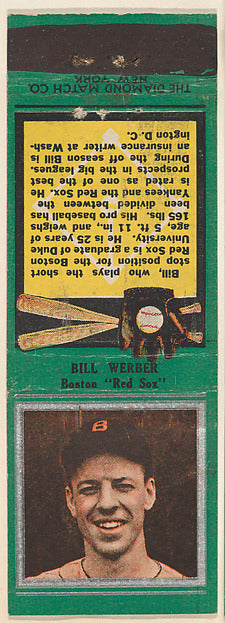 THE DIAMOND MATCH CO.
NEW YORK
Bill, who plays the short
stop position for the Boston
Red Sox is a graduate of Duke
University. He is 25 years of
age, 5 ft. 11 in., and weighs
165 lbs. His pro baseball has
been divided between the
Yankees and the Red Sox. He
is rated as one of the best
prospects in the big leagues.
During the off season Bill is
an insurance writer at Wash-
ington D. C.
BILL WERBER
Boston "Red Sox"
B